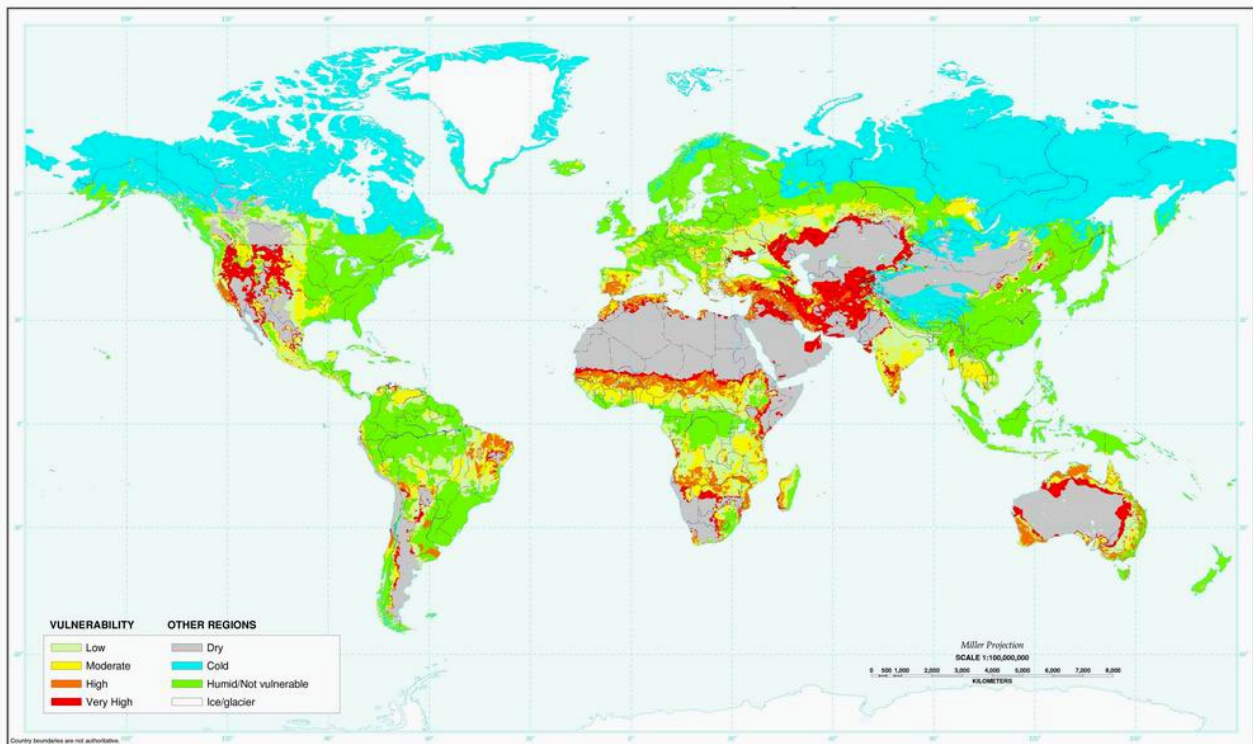 VULNERABILITY
Low
Moderate
High
Very High
OTHER REGIONS
Dry
Cold
Humid/Not vulnerable
Ice/glacier
Miller Projection
SCALE 1:100,000,000
0 500 1,000 2,000 3,000 4,000 5,000 6,000 7,000 8,000
KILOMETERS
Country boundaries are not authoritative.